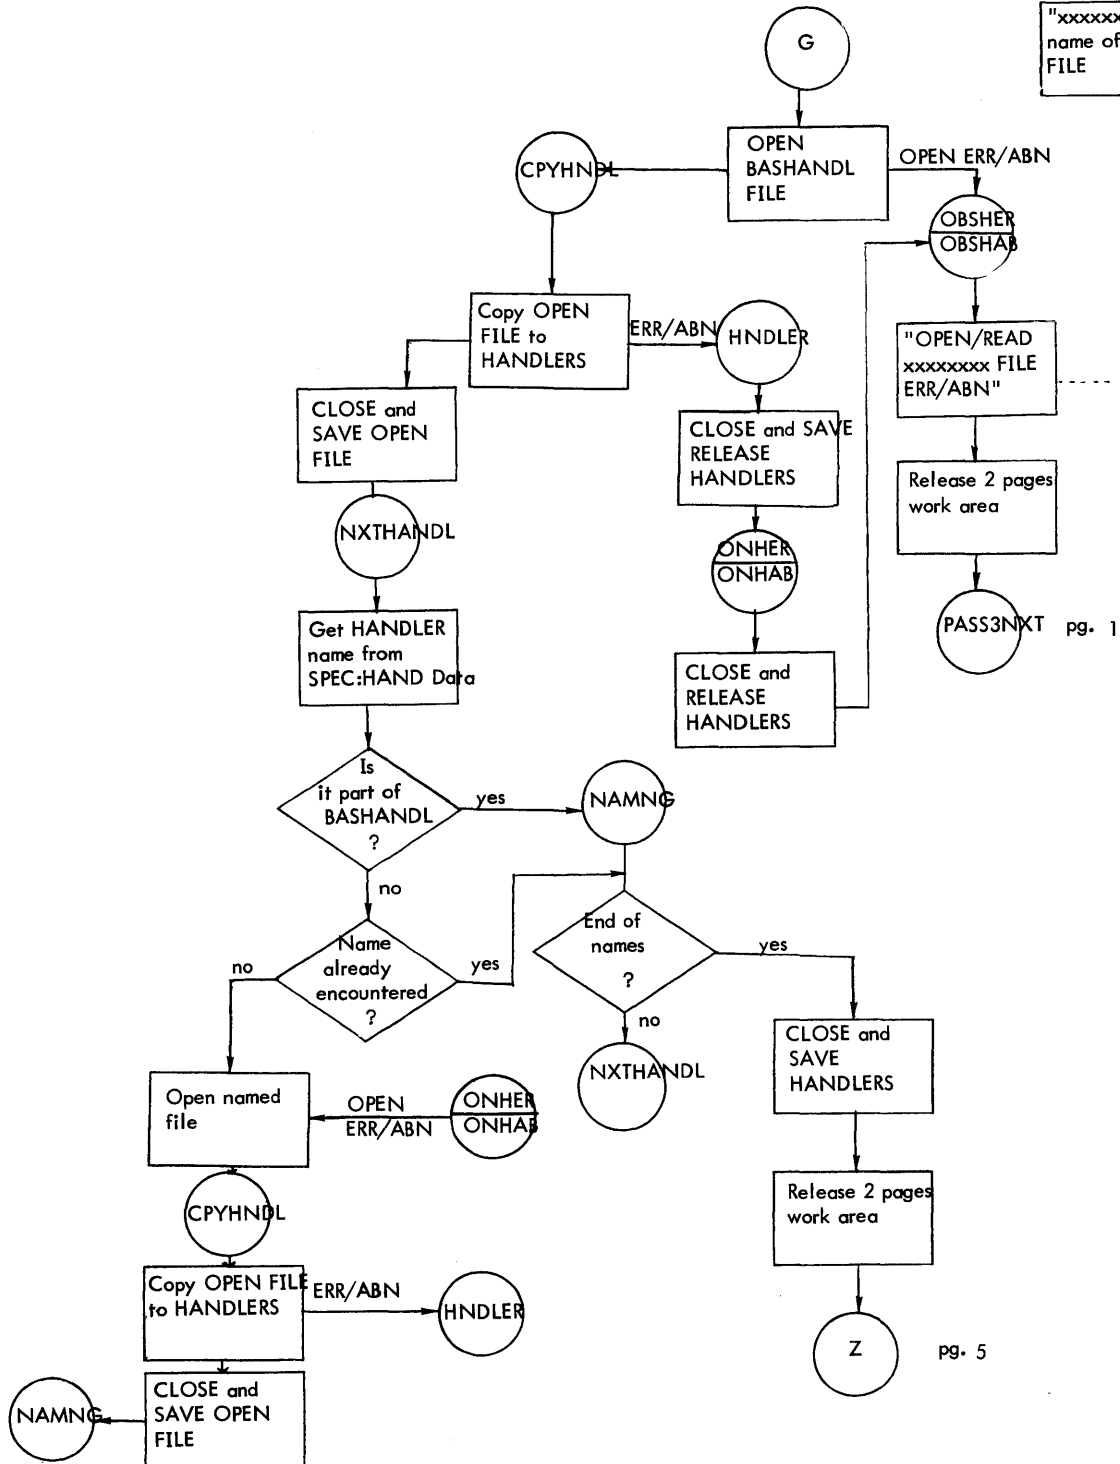 G
"xxxxxx
name of
FILE
OPEN
BASHANDL
FILE
OPEN ERR/ABN
CPYHNDL
OBSHER
OBSHAB
Copy OPEN
FILE to
HANDLERS
ERR/ABN
HNDLER
"OPEN/READ
xxxxxxxx FILE
ERR/ABN"
CLOSE and
SAVE OPEN
FILE
CLOSE and SAVE
RELEASE
HANDLERS
Release 2 pages
work area
NXTHANDL
ONHER
ONHAB
PASS3NXT
pg. 1
Get HANDLER
name from
SPEC:HAND Data
CLOSE and
RELEASE
HANDLERS
Is
it part of
BASHANDL
?
yes
NAMNG
no
Name
already
encountered
?
no
yes
End of
names
?
yes
no
NXTHANDL
CLOSE and
SAVE
HANDLERS
Open named
file
OPEN
ERR/ABN
ONHER
ONHAB
CPYHNDL
Release 2 pages
work area
Copy OPEN FILE
to HANDLERS
ERR/ABN
HNDLER
Z
pg. 5
CLOSE and
SAVE OPEN
FILE
NAMNG